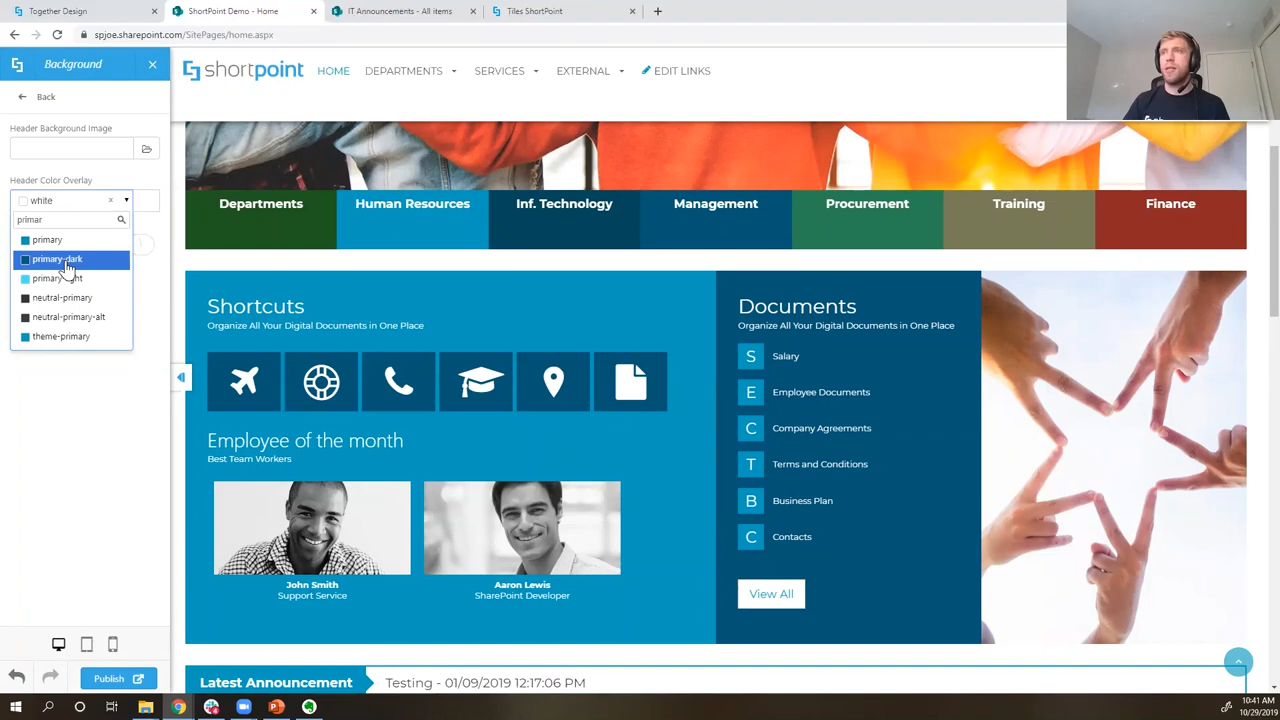 Together Design
ShortPoint - Home
IT Announcements - All items
Tiles ShortPoint
spjoe.sharepoint.com/SitePages/home.aspx
Background
Back
Header Background Image
Header Color Overlay
white
primar
primary
primary-dark
neutral-primary
neutral-primary-alt
theme-primary
Publish
shortpoint
HOME
DEPARTMENTS
SERVICES
EXTERNAL
EDIT LINKS
Departments
Human Resources
Inf. Technology
Management
Procurement
Training
Finance
Shortcuts
Organize All Your Digital Documents in One Place
Employee of the month
Best Team Workers
John Smith
Support Service
Aaron Lewis
SharePoint Developer
Documents
Organize All Your Digital Documents in One Place
S Salary
E Employee Documents
C Company Agreements
T Terms and Conditions
B Business Plan
C Contacts
View All
Latest Announcement
Testing - 01/09/2019 12:17:06 PM
10:41 AM
10/29/2019